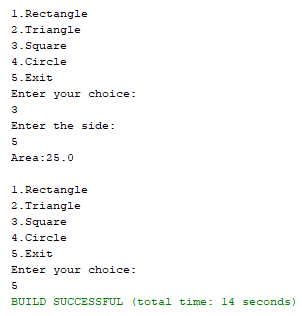 1.Rectangle
2.Triangle
3.Square
4.Circle
5.Exit
Enter your choice:
3
Enter the side:
5
Area:25.0

1.Rectangle
2.Triangle
3.Square
4.Circle
5.Exit
Enter your choice:
5
BUILD SUCCESSFUL (total time: 14 seconds)